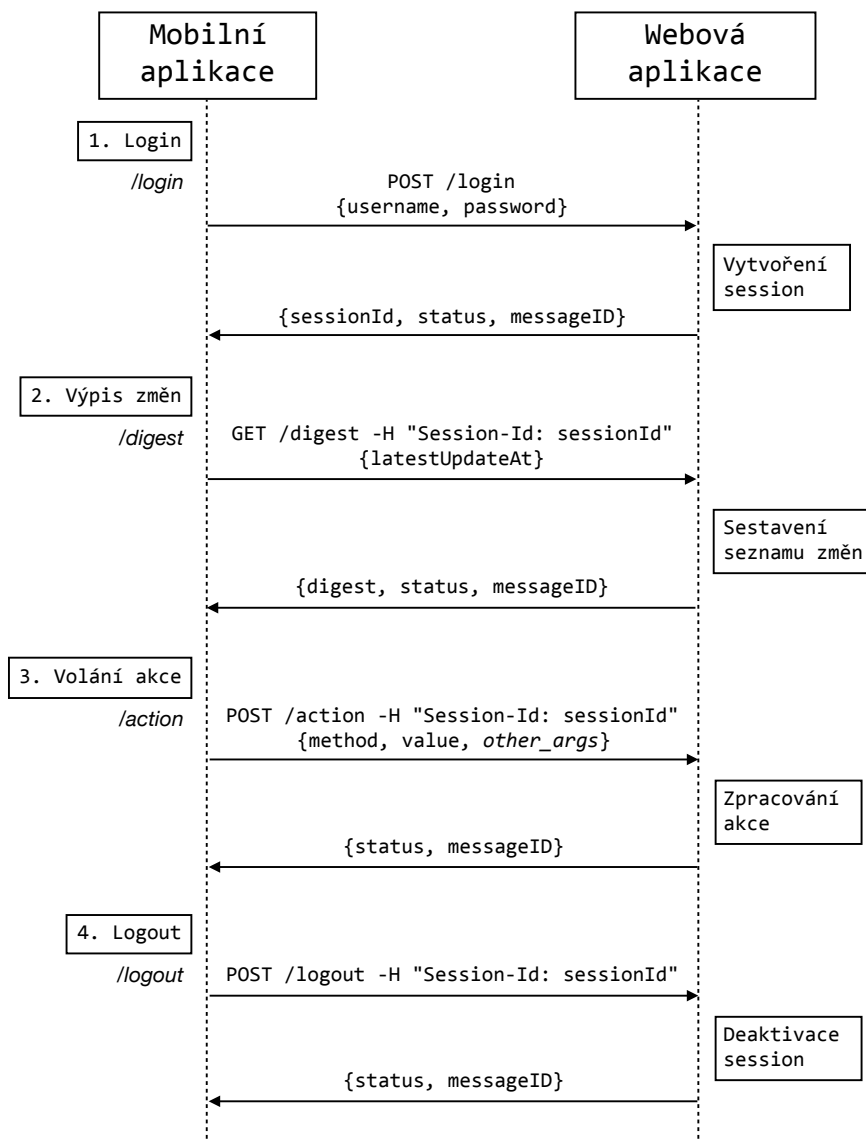 Mobilní
aplikace
Webová
aplikace
1. Login
/login
POST /login
{username, password}
Vytvoření
session
{sessionId, status, messageID}
2. Výpis změn
/digest
GET /digest -H "Session-Id: sessionId"
{latestUpdateAt}
Sestavení
seznamu změn
{digest, status, messageID}
3. Volání akce
/action
POST /action -H "Session-Id: sessionId"
{method, value, other_args}
Zpracování
akce
{status, messageID}
4. Logout
/logout
POST /logout -H "Session-Id: sessionId"
Deaktivace
session
{status, messageID}